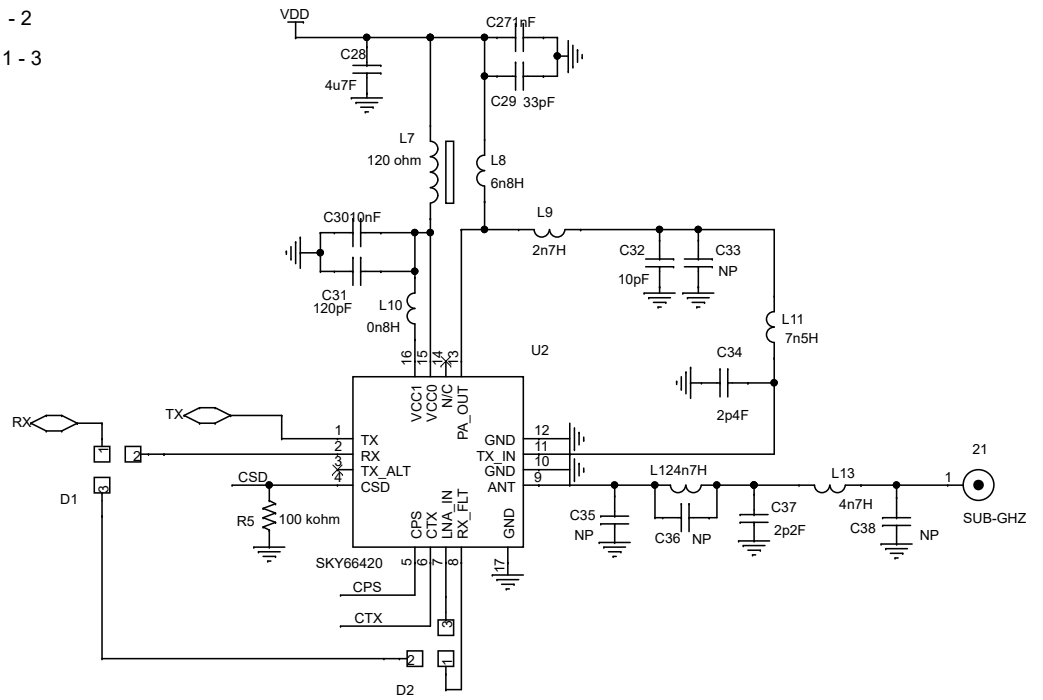 - 2
1 - 3
VDD
C271nF
C28
4u7F
C29 33pF
L7
120 ohm
L8
6n8H
C3010nF
L9
2n7H
C32
10pF
C33
NP
C31
120pF
L10
0n8H
L11
7n5H
U2
C34
2p4F
16
15
14
13
VCC1
VCC0
N/C
PA_OUT
RX
TX
1
2
3
1 TX
2 RX
3 TX_ALT
4 CSD
GND 12
TX_IN 11
GND 10
ANT 9
D1
CSD
R5
100 kohm
CPS
CTX
LNA_IN
RX_FLT
GND
SKY66420
5
6
7
8
17
L124n7H
C35
NP
C36
NP
C37
2p2F
L13
4n7H
C38
NP
21
1
SUB-GHZ
CPS
CTX
3
2
1
D2